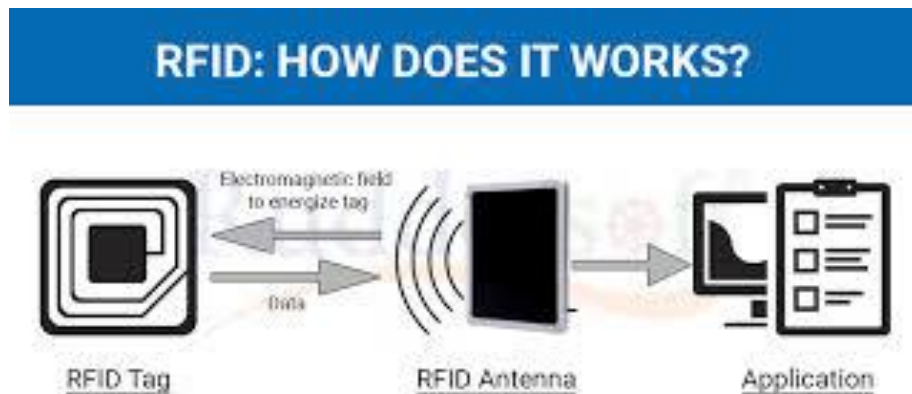 RFID: HOW DOES IT WORKS?
Electromagnetic field
to energize tag
Data
RFID Tag
RFID Antenna
Application